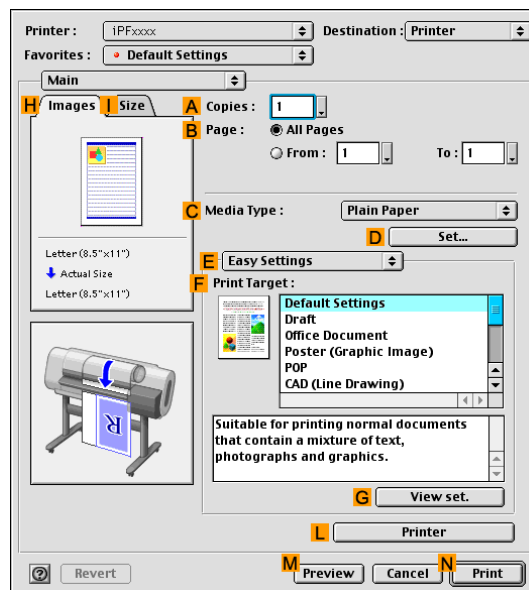 Printer : iPFxxxx Destination : Printer
Favorites : Default Settings
Main
H Images I Size
A Copies : 1
B Page : All Pages
From : 1 To : 1
C Media Type : Plain Paper
D Set...
Letter (8.5"x11")
Actual Size
Letter (8.5"x11")
E Easy Settings
F Print Target :
Default Settings
Draft
Office Document
Poster (Graphic Image)
POP
CAD (Line Drawing)
R
Suitable for printing normal documents
that contain a mixture of text,
photographs and graphics.
G View set.
L Printer
? Revert M Preview Cancel N Print